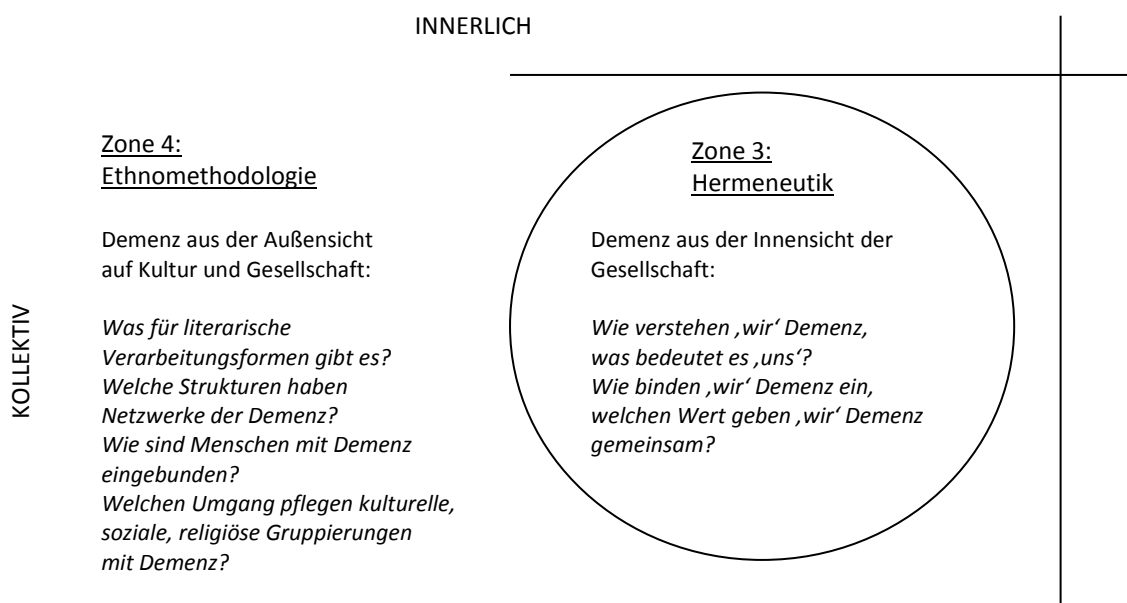 INNERLICH
KOLLEKTIV
Zone 4:
Ethnomethodologie
Demenz aus der Außensicht
auf Kultur und Gesellschaft:
Was für literarische
Verarbeitungsformen gibt es?
Welche Strukturen haben
Netzwerke der Demenz?
Wie sind Menschen mit Demenz
eingebunden?
Welchen Umgang pflegen kulturelle,
soziale, religiöse Gruppierungen
mit Demenz?
Zone 3:
Hermeneutik
Demenz aus der Innensicht der
Gesellschaft:
Wie verstehen ‚wir‘ Demenz,
was bedeutet es ‚uns‘?
Wie binden ‚wir‘ Demenz ein,
welchen Wert geben ‚wir‘ Demenz
gemeinsam?